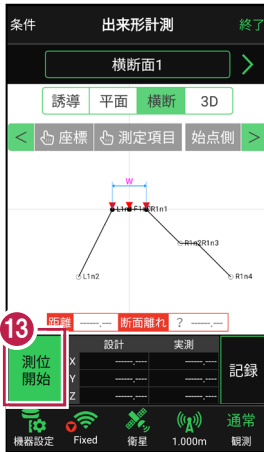 条件 出来形計測 終了
横断面1 >
誘導 平面 横断 3D
< 座標 測定項目 始点側 >
W
L1n1 F1n R1n1
R1n2R1n3
L1n2 R1n4
距離 -----.--- 断面離れ ? -----.---
13
測位開始
設計 実測
X -----.--- -----.---
Y -----.--- -----.---
Z -----.--- -----.---
記録
機器設定 Fixed 衛星 1.000m 通常
観測